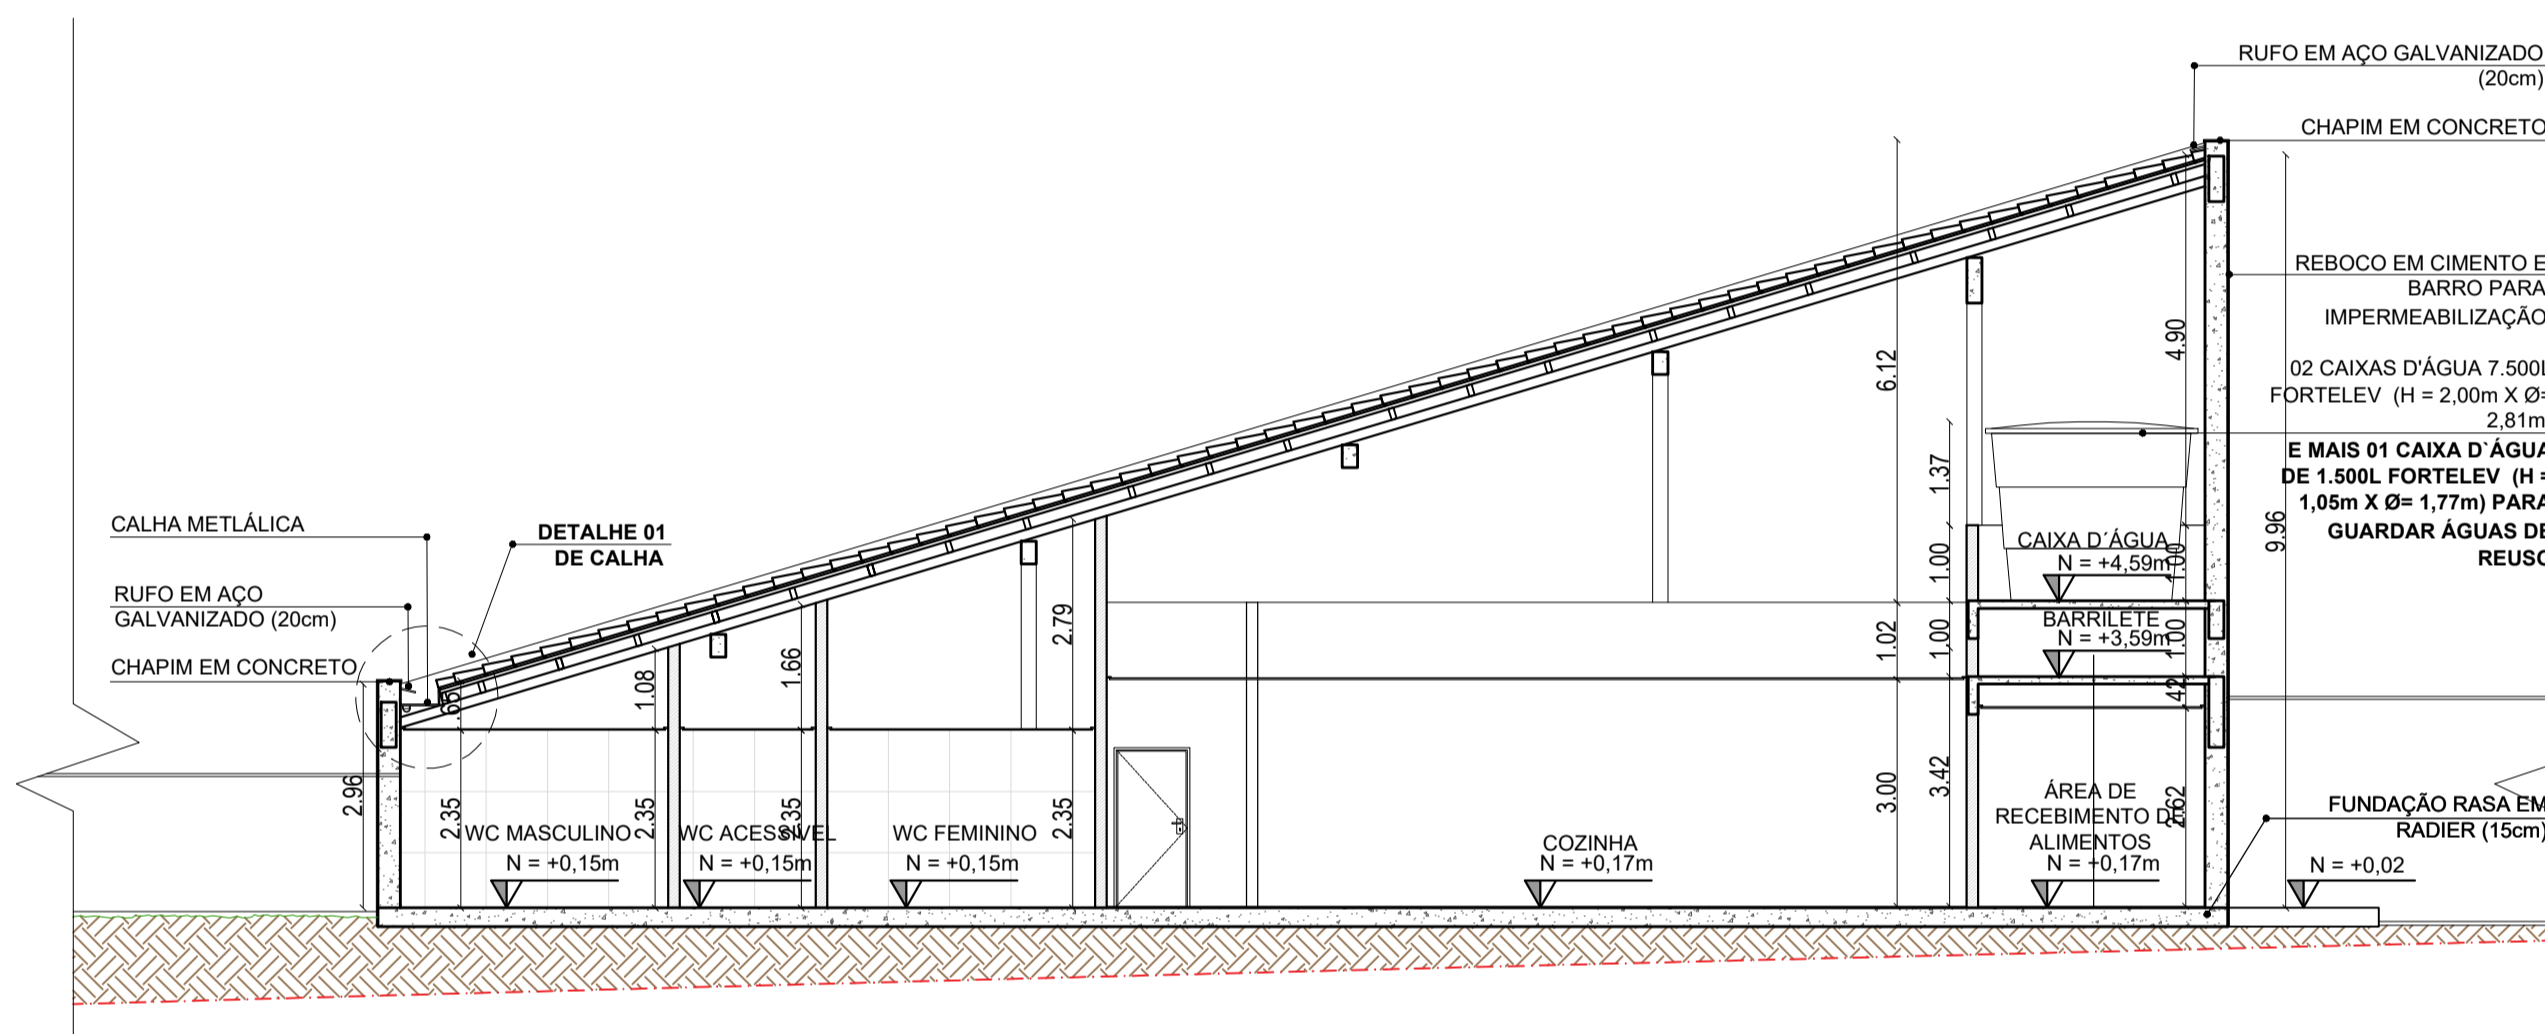 RUFO EM AÇO GALVANIZADO
(20cm)
CHAPIM EM CONCRETO
REBOCO EM CIMENTO E
BARRO PARA
IMPERMEABILIZAÇÃO
4.90
6.12
02 CAIXAS D'ÁGUA 7.500L
FORTELEV (H = 2,00m X Ø=
2,81m
E MAIS 01 CAIXA D`ÁGUA
DE 1.500L FORTELEV (H =
1,05m X Ø= 1,77m) PARA
GUARDAR ÁGUAS DE
REUSO
1.37
9.96
CALHA METLÁLICA
DETALHE 01
DE CALHA
CAIXA D´ÁGUA
N = +4,59m
1.00
1.00
RUFO EM AÇO
GALVANIZADO (20cm)
BARRILETE
N = +3,59m
2.79
1.02
1.00
1.00
CHAPIM EM CONCRETO
.65
1.08
1.66
.42
2.96
2.35
2.35
2.35
2.35
3.00
3.42
2.62
WC MASCULINO
N = +0,15m
WC ACESSÍVEL
N = +0,15m
WC FEMININO
N = +0,15m
COZINHA
N = +0,17m
ÁREA DE
RECEBIMENTO DE
ALIMENTOS
N = +0,17m
FUNDAÇÃO RASA EM
RADIER (15cm)
N = +0,02